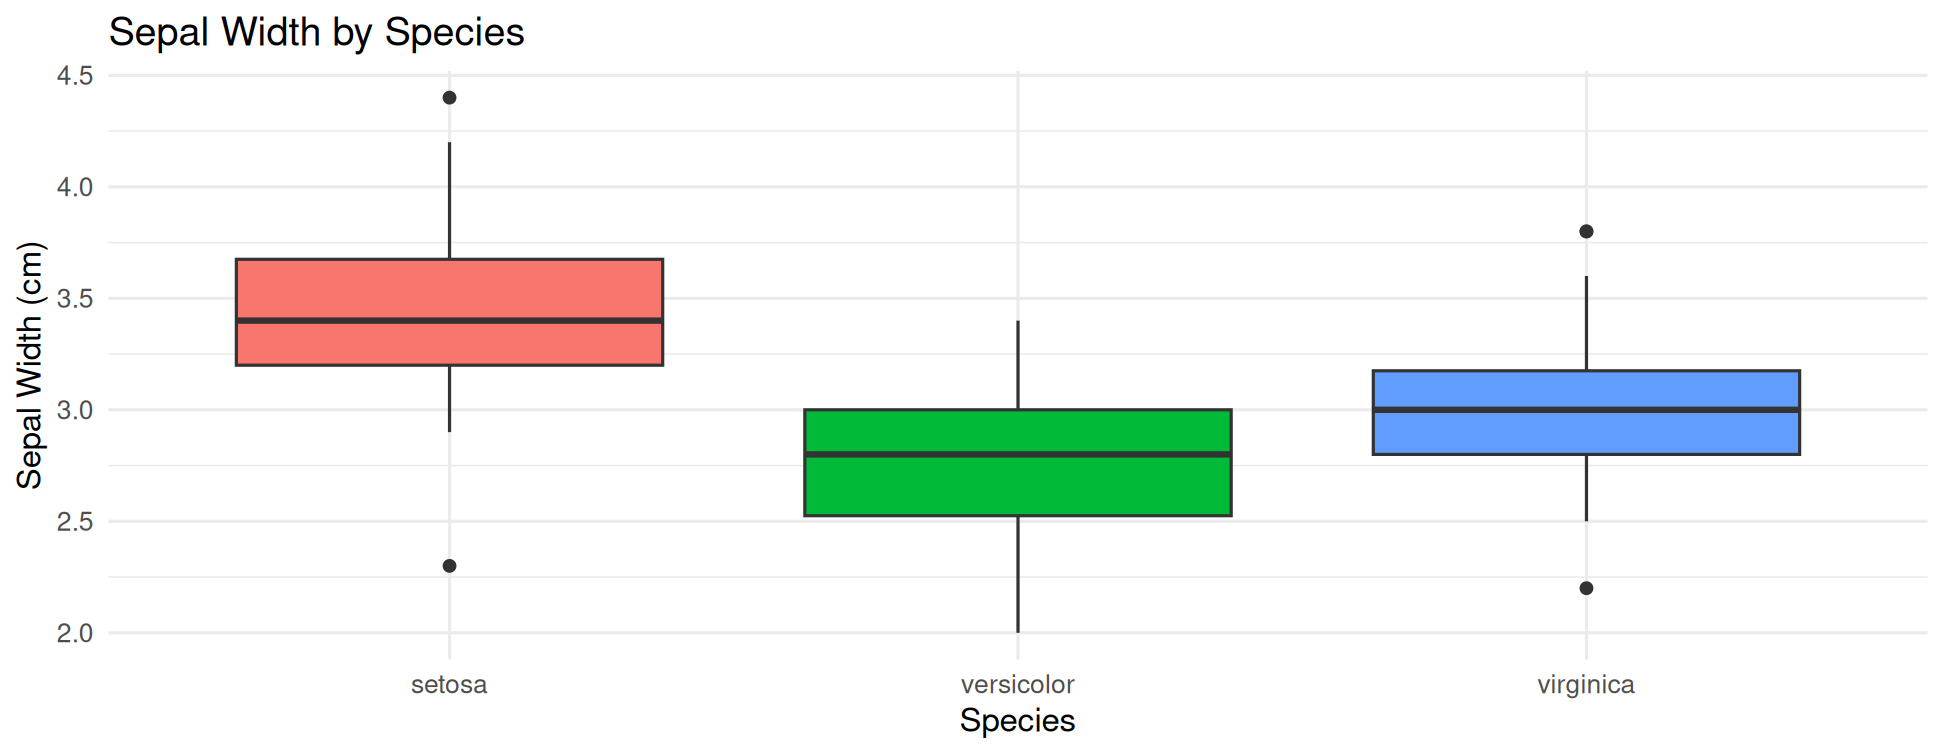 Sepal Width by Species
Sepal Width (cm)
4.5
4.0
3.5
3.0
2.5
2.0
setosa
versicolor
virginica
Species